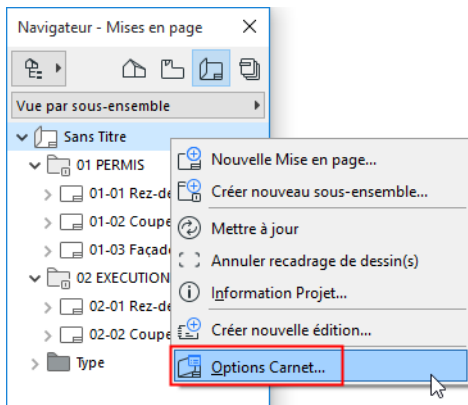 Navigateur - Mises en page
Vue par sous-ensemble
Sans Titre
01 PERMIS
01-01 Rez-de
01-02 Coupe
01-03 Façad
02 EXECUTION
02-01 Rez-de
02-02 Coupe
Type
Nouvelle Mise en page...
Créer nouveau sous-ensemble...
Mettre à jour
Annuler recadrage de dessin(s)
Information Projet...
Créer nouvelle édition...
Options Carnet...